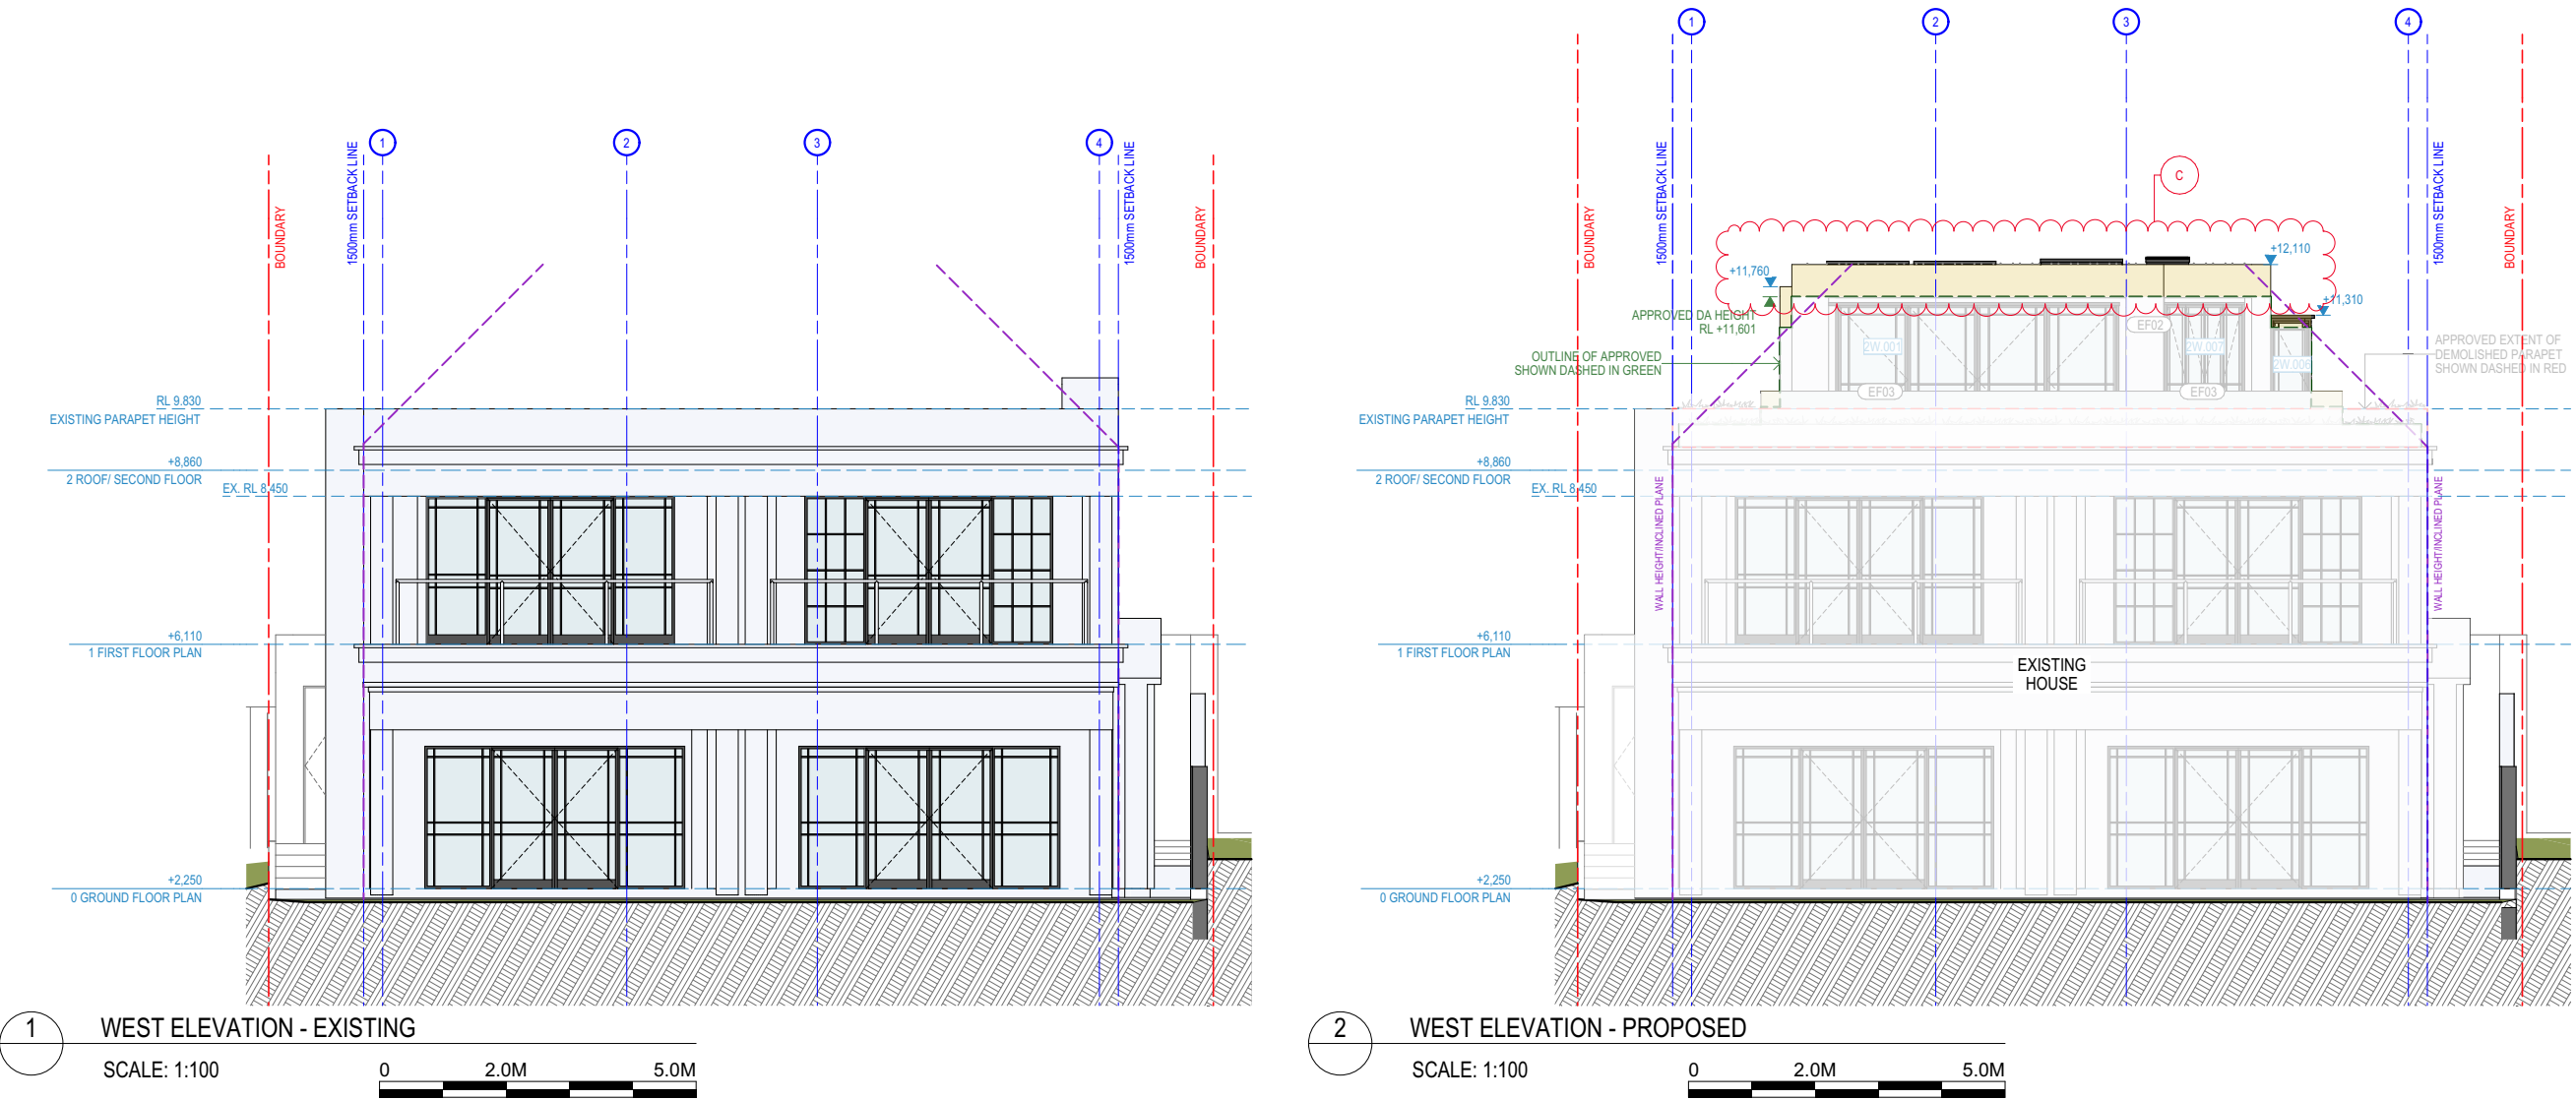 1
2
3
4
BOUNDARY
1500mm SETBACK LINE
1500mm SETBACK LINE
BOUNDARY
RL 9.830
EXISTING PARAPET HEIGHT
+8,860
2 ROOF/ SECOND FLOOR
EX. RL 8.450
+6,110
1 FIRST FLOOR PLAN
+2,250
0 GROUND FLOOR PLAN
1
WEST ELEVATION - EXISTING
SCALE: 1:100
0
2.0M
5.0M
1
2
3
4
BOUNDARY
1500mm SETBACK LINE
1500mm SETBACK LINE
BOUNDARY
C
+12,110
+11,760
+11,310
APPROVED DA HEIGHT
RL +11,601
OUTLINE OF APPROVED
SHOWN DASHED IN GREEN
EF02
2W.001
2W.007
2W.006
EF03
EF03
APPROVED EXTENT OF
DEMOLISHED PARAPET
SHOWN DASHED IN RED
RL 9.830
EXISTING PARAPET HEIGHT
+8,860
2 ROOF/ SECOND FLOOR
EX. RL 8.450
WALL HEIGHT/INCLINED PLANE
WALL HEIGHT/INCLINED PLANE
+6,110
1 FIRST FLOOR PLAN
EXISTING
HOUSE
+2,250
0 GROUND FLOOR PLAN
2
WEST ELEVATION - PROPOSED
SCALE: 1:100
0
2.0M
5.0M